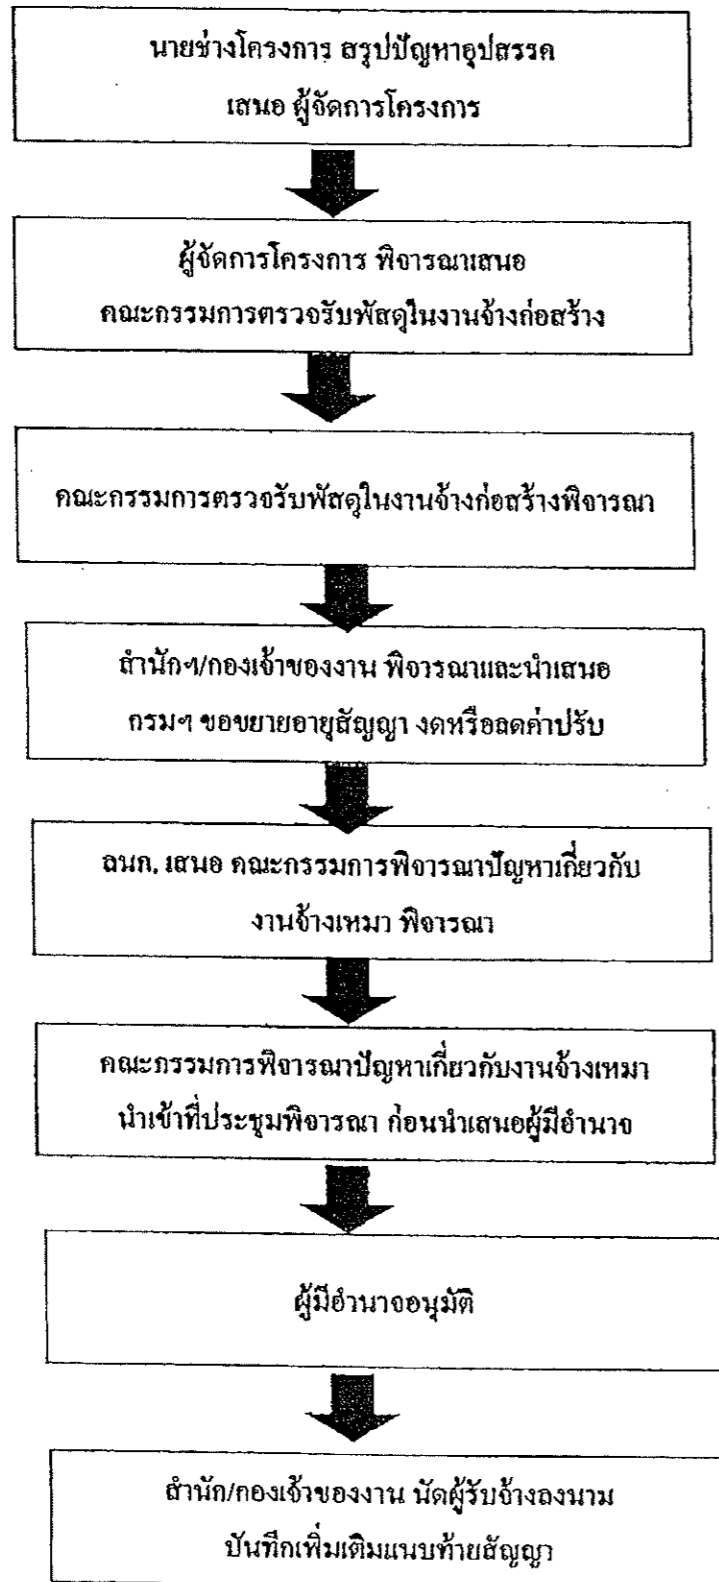 นายช่างโครงการ สรุปปัญหาอุปสรรค
เสนอ ผู้จัดการโครงการ
ผู้จัดการโครงการ พิจารณาเสนอ
คณะกรรมการตรวจรับพัสดุในงานจ้างก่อสร้าง
คณะกรรมการตรวจรับพัสดุในงานจ้างก่อสร้างพิจารณา
สำนักฯ/กองเจ้าของงาน พิจารณาและนำเสนอ
กรมฯ ขอขยายอายุสัญญา งดหรือลดค่าปรับ
ลนก. เสนอ คณะกรรมการพิจารณาปัญหาเกี่ยวกับ
งานจ้างเหมา พิจารณา
คณะกรรมการพิจารณาปัญหาเกี่ยวกับงานจ้างเหมา
นำเข้าที่ประชุมพิจารณา ก่อนนำเสนอผู้มีอำนาจ
ผู้มีอำนาจอนุมัติ
สำนัก/กองเจ้าของงาน นัดผู้รับจ้างลงนาม
บันทึกเพิ่มเติมแนบท้ายสัญญา